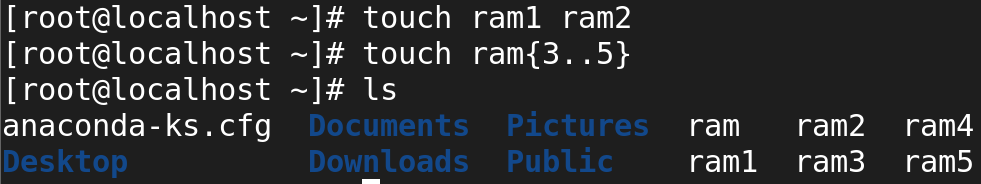 [root@localhost ~]# touch ram1 ram2
[root@localhost ~]# touch ram{3..5}
[root@localhost ~]# ls
anaconda-ks.cfg  Documents  Pictures  ram   ram2  ram4
Desktop          Downloads  Public    ram1  ram3  ram5